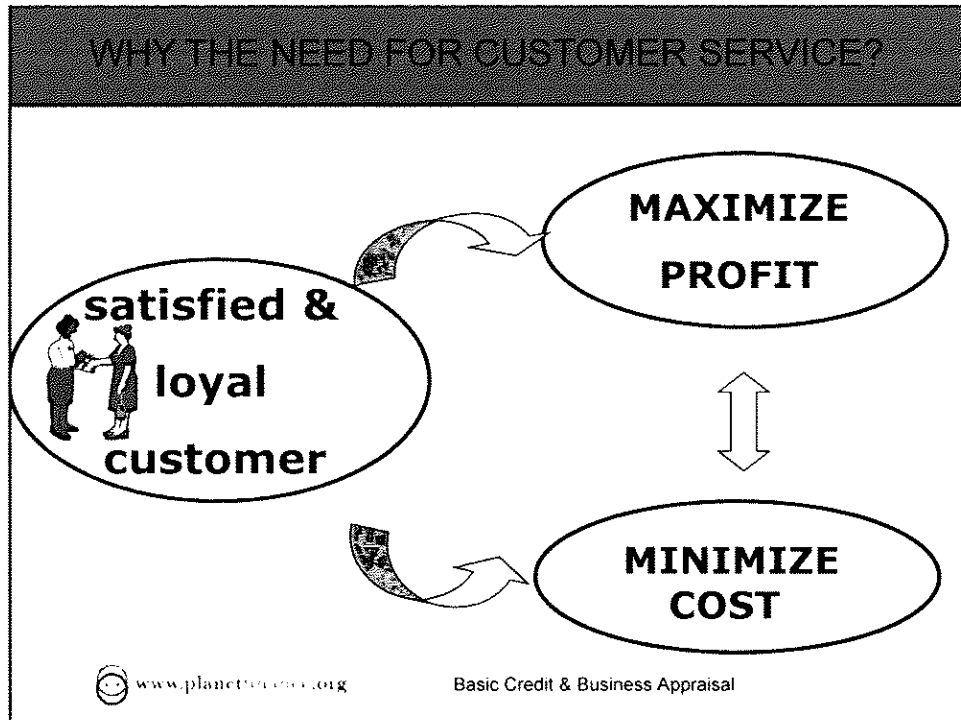 WHY THE NEED FOR CUSTOMER SERVICE?
MAXIMIZE
PROFIT
satisfied &
loyal
customer
MINIMIZE
COST
Basic Credit & Business Appraisal